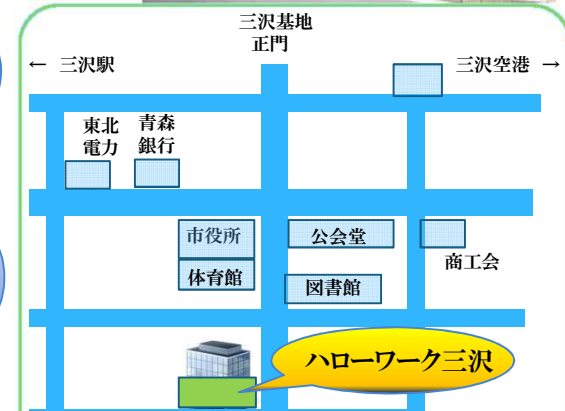 三沢基地
正門
← 三沢駅
三沢空港 →
東北
電力
青森
銀行
市役所
公会堂
体育館
図書館
商工会
ハローワーク三沢